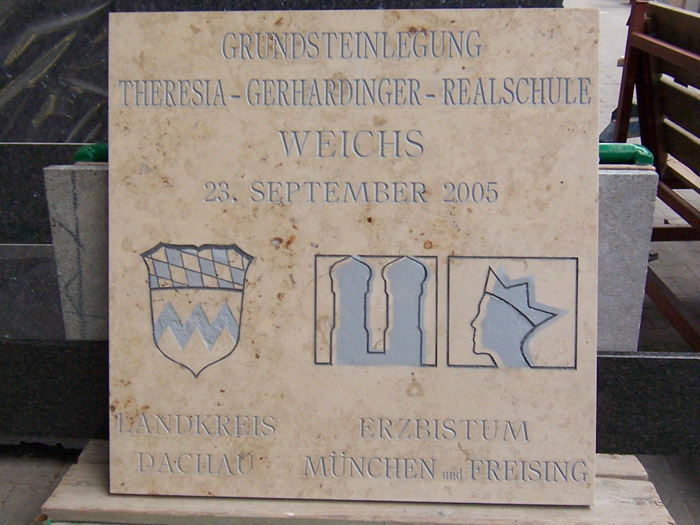 GRUNDSTEINLEGUNG
THERESIA - GERHARDINGER - REALSCHULE
WEICHS
23. SEPTEMBER 2005
LANDKREIS
DACHAU
ERZBISTUM
MÜNCHEN und FREISING